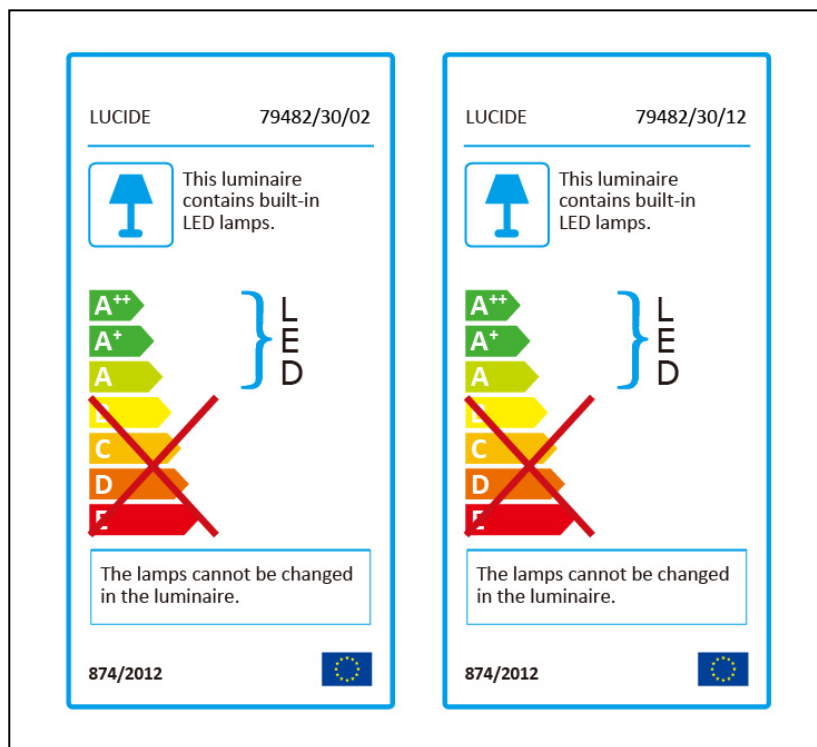 LUCIDE 79482/30/02
This luminaire
contains built-in
LED lamps.
A++
A+
A
B
C
D
E
L
E
D
The lamps cannot be changed
in the luminaire.
874/2012
LUCIDE 79482/30/12
This luminaire
contains built-in
LED lamps.
A++
A+
A
B
C
D
E
L
E
D
The lamps cannot be changed
in the luminaire.
874/2012